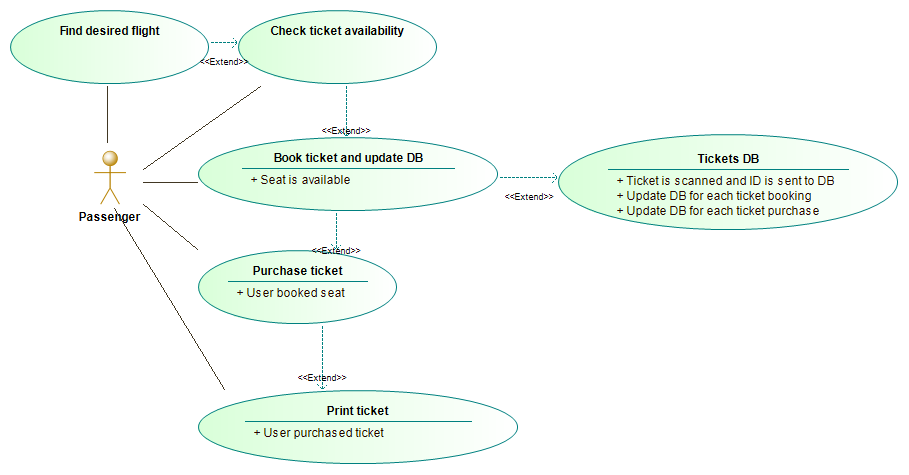 Find desired flight
Check ticket availability
<<Extend>>
<<Extend>>
Book ticket and update DB
+ Seat is available
Tickets DB
+ Ticket is scanned and ID is sent to DB
+ Update DB for each ticket booking
+ Update DB for each ticket purchase
<<Extend>>
Passenger
<<Extend>>
Purchase ticket
+ User booked seat
<<Extend>>
Print ticket
+ User purchased ticket